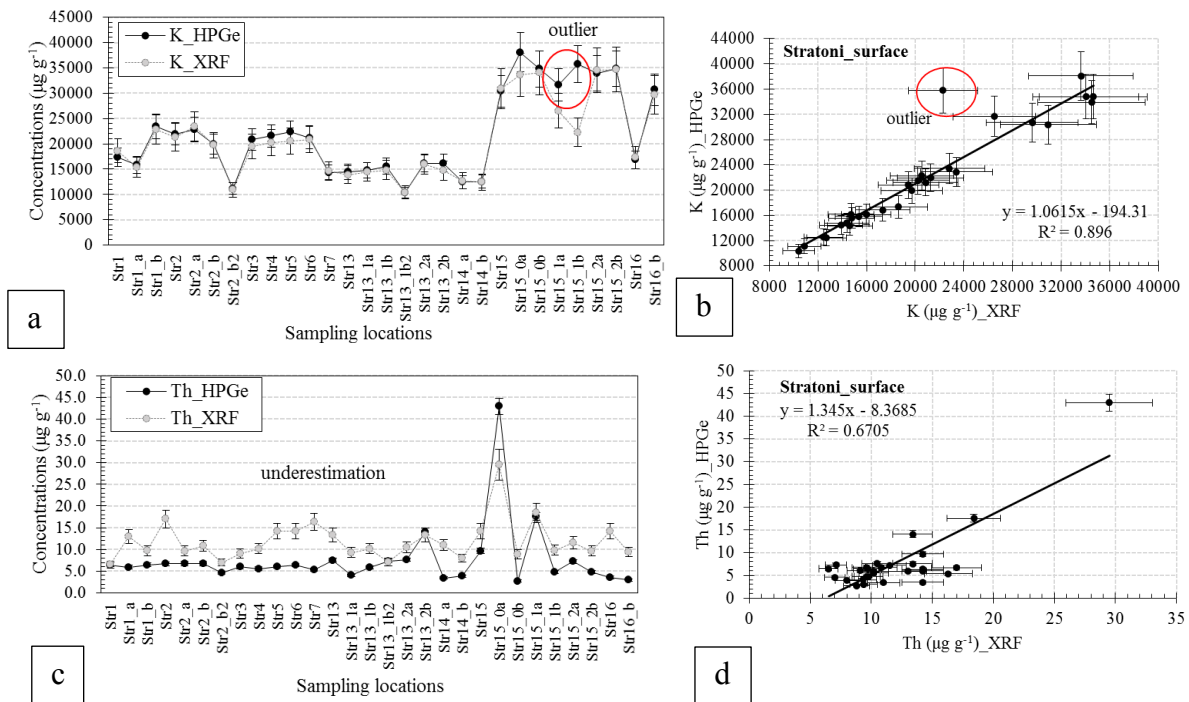 45000
40000
35000
30000
25000
20000
15000
10000
5000
0
Concentrations (µg g⁻¹)
K_HPGe
K_XRF
outlier
Str1
Str1_a
Str1_b
Str2
Str2_a
Str2_b
Str2_b2
Str3
Str4
Str5
Str6
Str7
Str13
Str13_1a
Str13_1b
Str13_1b2
Str13_2a
Str13_2b
Str14_a
Str14_b
Str15
Str15_0a
Str15_0b
Str15_1a
Str15_1b
Str15_2a
Str15_2b
Str16
Str16_b
Sampling locations
a
44000
40000
36000
32000
28000
24000
20000
16000
12000
8000
K (µg g⁻¹)_HPGe
Stratoni_surface
outlier
y = 1.0615x - 194.31
R² = 0.896
8000 12000 16000 20000 24000 28000 32000 36000 40000
K (µg g⁻¹)_XRF
b
50.0
45.0
40.0
35.0
30.0
25.0
20.0
15.0
10.0
5.0
0.0
Concentrations (µg g⁻¹)
Th_HPGe
Th_XRF
underestimation
Str1
Str1_a
Str1_b
Str2
Str2_a
Str2_b
Str2_b2
Str3
Str4
Str5
Str6
Str7
Str13
Str13_1a
Str13_1b
Str13_1b2
Str13_2a
Str13_2b
Str14_a
Str14_b
Str15
Str15_0a
Str15_0b
Str15_1a
Str15_1b
Str15_2a
Str15_2b
Str16
Str16_b
Sampling locations
c
50
45
40
35
30
25
20
15
10
5
0
Th (µg g⁻¹)_HPGe
Stratoni_surface
y = 1.345x - 8.3685
R² = 0.6705
0 5 10 15 20 25 30 35
Th (µg g⁻¹)_XRF
d